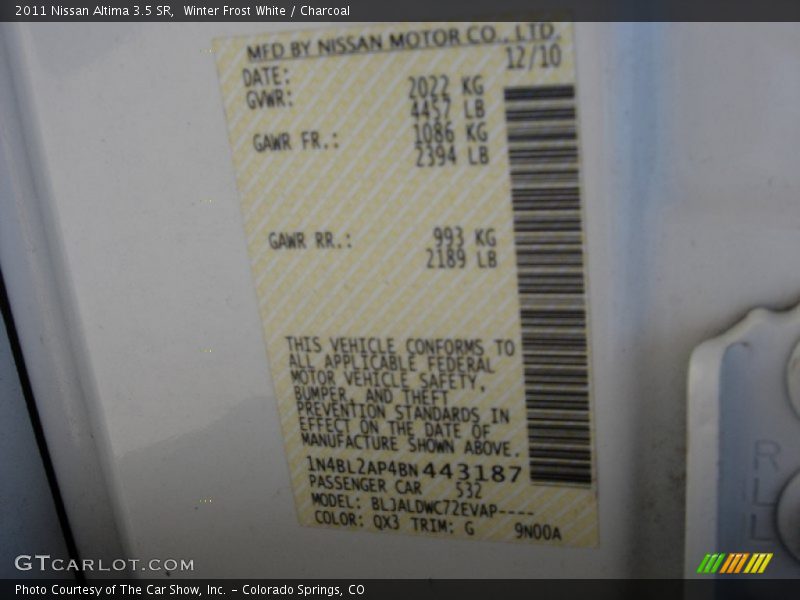 2011 Nissan Altima 3.5 SR,  Winter Frost White / Charcoal
MFD BY NISSAN MOTOR CO., LTD.
DATE: 12/10
GVWR: 2022 KG
4457 LB
GAWR FR.: 1086 KG
2394 LB
GAWR RR.: 993 KG
2189 LB
THIS VEHICLE CONFORMS TO
ALL APPLICABLE FEDERAL
MOTOR VEHICLE SAFETY,
BUMPER, AND THEFT
PREVENTION STANDARDS IN
EFFECT ON THE DATE OF
MANUFACTURE SHOWN ABOVE.
1N4BL2AP4BN443187
PASSENGER CAR 532
MODEL: BLJALDWC72EVAP----
COLOR: QX3 TRIM: G 9N00A
GTCARLOT.COM
Photo Courtesy of The Car Show, Inc. – Colorado Springs, CO